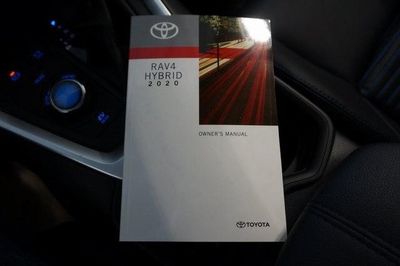 RAV4
HYBRID
2020
OWNER'S MANUAL
TOYOTA